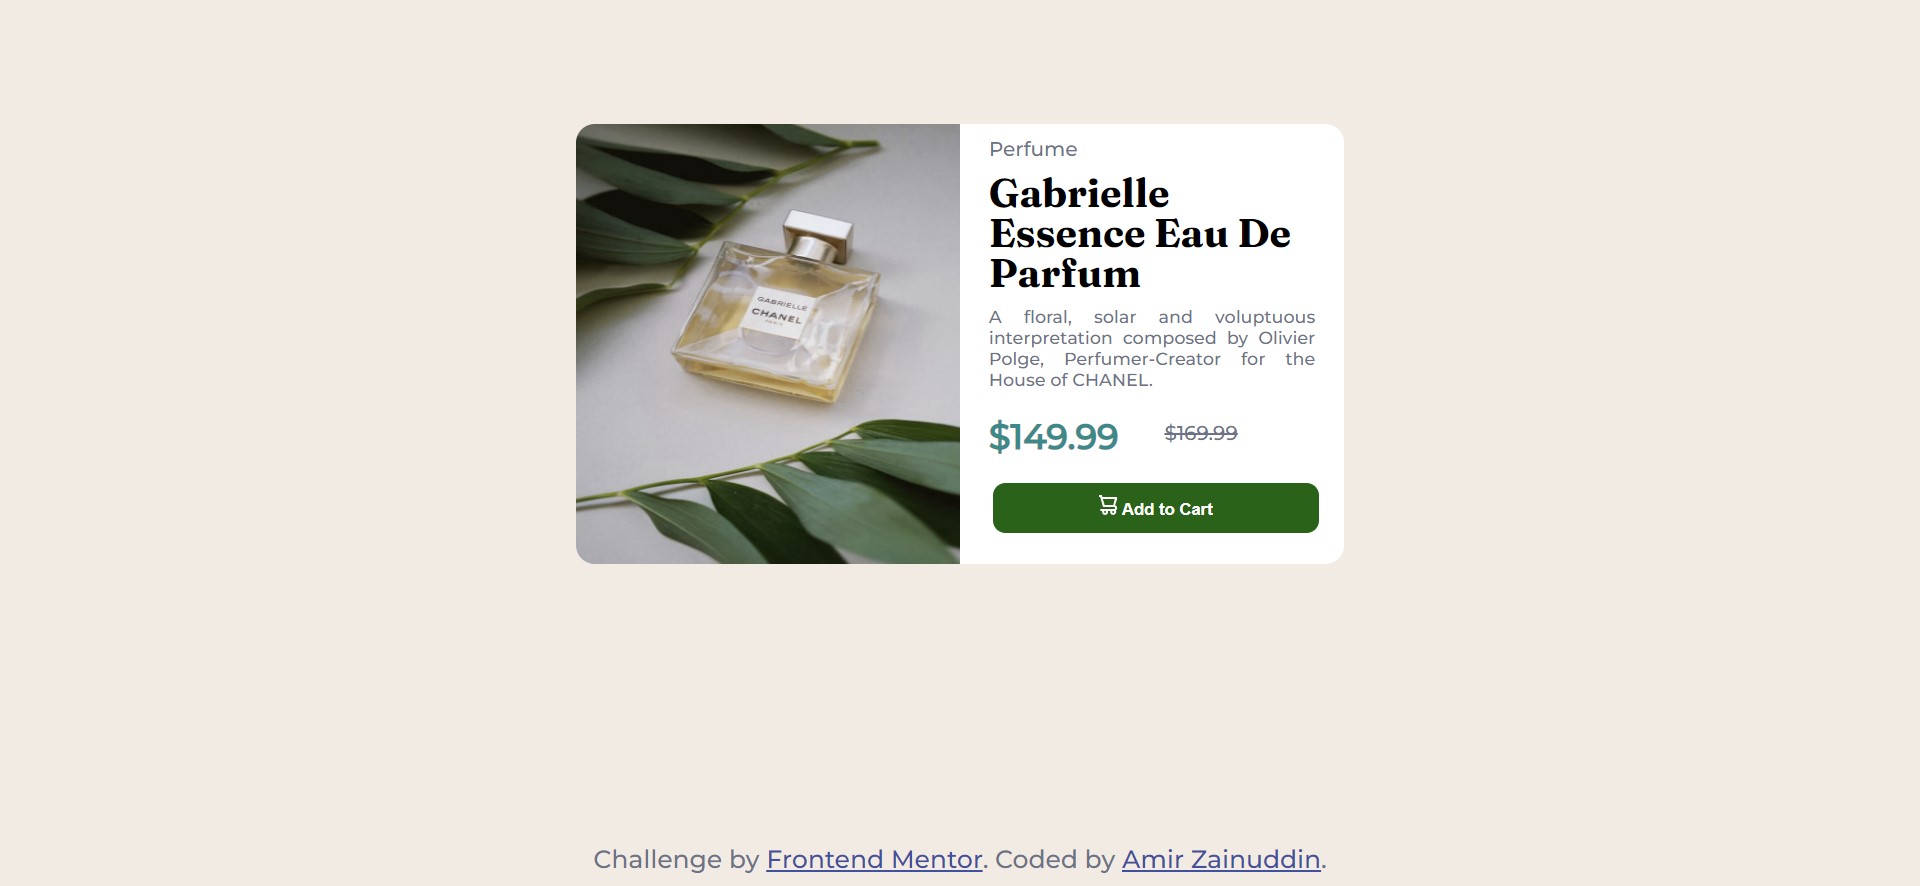 Perfume
Gabrielle
Essence Eau De
Parfum
A floral, solar and voluptuous
interpretation composed by Olivier
Polge, Perfumer-Creator for the
House of CHANEL.
$149.99 $169.99
Add to Cart
GABRIELLE
CHANEL
PARIS
Challenge by Frontend Mentor. Coded by Amir Zainuddin.